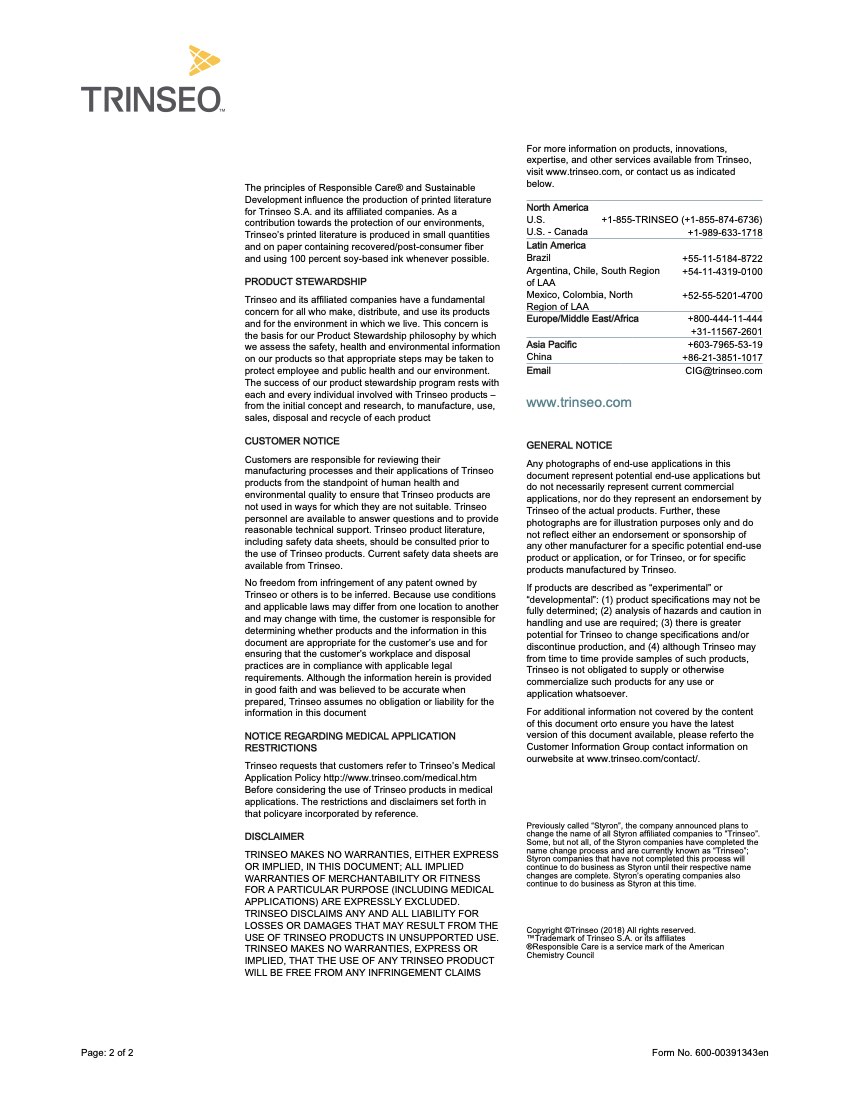 TRINSEO™
The principles of Responsible Care® and Sustainable
Development influence the production of printed literature
for Trinseo S.A. and its affiliated companies. As a
contribution towards the protection of our environments,
Trinseo's printed literature is produced in small quantities
and on paper containing recovered/post-consumer fiber
and using 100 percent soy-based ink whenever possible.
PRODUCT STEWARDSHIP
Trinseo and its affiliated companies have a fundamental
concern for all who make, distribute, and use its products
and for the environment in which we live. This concern is
the basis for our Product Stewardship philosophy by which
we assess the safety, health and environmental information
on our products so that appropriate steps may be taken to
protect employee and public health and our environment.
The success of our product stewardship program rests with
each and every individual involved with Trinseo products –
from the initial concept and research, to manufacture, use,
sales, disposal and recycle of each product
CUSTOMER NOTICE
Customers are responsible for reviewing their
manufacturing processes and their applications of Trinseo
products from the standpoint of human health and
environmental quality to ensure that Trinseo products are
not used in ways for which they are not suitable. Trinseo
personnel are available to answer questions and to provide
reasonable technical support. Trinseo product literature,
including safety data sheets, should be consulted prior to
the use of Trinseo products. Current safety data sheets are
available from Trinseo.
No freedom from infringement of any patent owned by
Trinseo or others is to be inferred. Because use conditions
and applicable laws may differ from one location to another
and may change with time, the customer is responsible for
determining whether products and the information in this
document are appropriate for the customer's use and for
ensuring that the customer's workplace and disposal
practices are in compliance with applicable legal
requirements. Although the information herein is provided
in good faith and was believed to be accurate when
prepared, Trinseo assumes no obligation or liability for the
information in this document
NOTICE REGARDING MEDICAL APPLICATION
RESTRICTIONS
Trinseo requests that customers refer to Trinseo's Medical
Application Policy http://www.trinseo.com/medical.htm
Before considering the use of Trinseo products in medical
applications. The restrictions and disclaimers set forth in
that policyare incorporated by reference.
DISCLAIMER
TRINSEO MAKES NO WARRANTIES, EITHER EXPRESS
OR IMPLIED, IN THIS DOCUMENT; ALL IMPLIED
WARRANTIES OF MERCHANTABILITY OR FITNESS
FOR A PARTICULAR PURPOSE (INCLUDING MEDICAL
APPLICATIONS) ARE EXPRESSLY EXCLUDED.
TRINSEO DISCLAIMS ANY AND ALL LIABILITY FOR
LOSSES OR DAMAGES THAT MAY RESULT FROM THE
USE OF TRINSEO PRODUCTS IN UNSUPPORTED USE.
TRINSEO MAKES NO WARRANTIES, EXPRESS OR
IMPLIED, THAT THE USE OF ANY TRINSEO PRODUCT
WILL BE FREE FROM ANY INFRINGEMENT CLAIMS
For more information on products, innovations,
expertise, and other services available from Trinseo,
visit www.trinseo.com, or contact us as indicated
below.
North America
U.S. +1-855-TRINSEO (+1-855-874-6736)
U.S. - Canada +1-989-633-1718
Latin America
Brazil +55-11-5184-8722
Argentina, Chile, South Region +54-11-4319-0100
of LAA
Mexico, Colombia, North +52-55-5201-4700
Region of LAA
Europe/Middle East/Africa +800-444-11-444
+31-11567-2601
Asia Pacific +603-7965-53-19
China +86-21-3851-1017
Email CIG@trinseo.com
www.trinseo.com
GENERAL NOTICE
Any photographs of end-use applications in this
document represent potential end-use applications but
do not necessarily represent current commercial
applications, nor do they represent an endorsement by
Trinseo of the actual products. Further, these
photographs are for illustration purposes only and do
not reflect either an endorsement or sponsorship of
any other manufacturer for a specific potential end-use
product or application, or for Trinseo, or for specific
products manufactured by Trinseo.
If products are described as “experimental” or
“developmental”: (1) product specifications may not be
fully determined; (2) analysis of hazards and caution in
handling and use are required; (3) there is greater
potential for Trinseo to change specifications and/or
discontinue production, and (4) although Trinseo may
from time to time provide samples of such products,
Trinseo is not obligated to supply or otherwise
commercialize such products for any use or
application whatsoever.
For additional information not covered by the content
of this document orto ensure you have the latest
version of this document available, please referto the
Customer Information Group contact information on
ourwebsite at www.trinseo.com/contact/.
Previously called “Styron”, the company announced plans to
change the name of all Styron affiliated companies to “Trinseo”.
Some, but not all, of the Styron companies have completed the
name change process and are currently known as “Trinseo”;
Styron companies that have not completed this process will
continue to do business as Styron until their respective name
changes are complete. Styron's operating companies also
continue to do business as Styron at this time.
Copyright ©Trinseo (2018) All rights reserved.
™Trademark of Trinseo S.A. or its affiliates
®Responsible Care is a service mark of the American
Chemistry Council
Page: 2 of 2
Form No. 600-00391343en